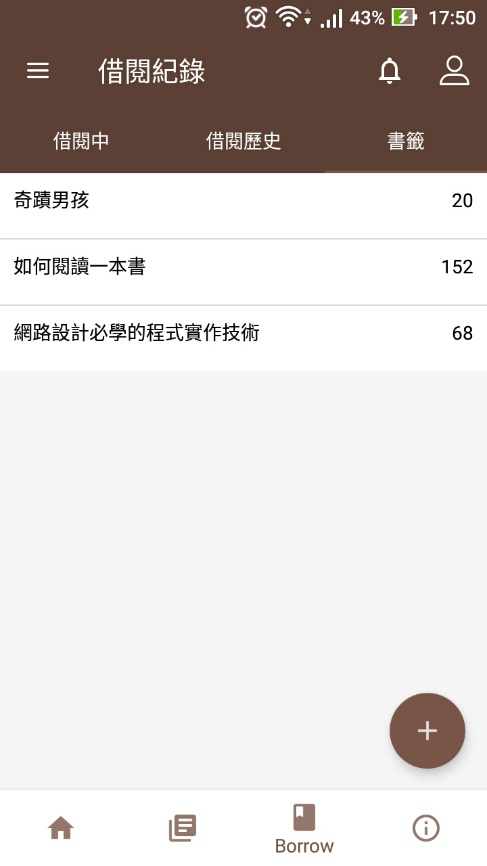 43% 17:50
借閱紀錄
借閱中 借閱歷史 書籤
奇蹟男孩 20
如何閱讀一本書 152
網路設計必學的程式實作技術 68
Borrow